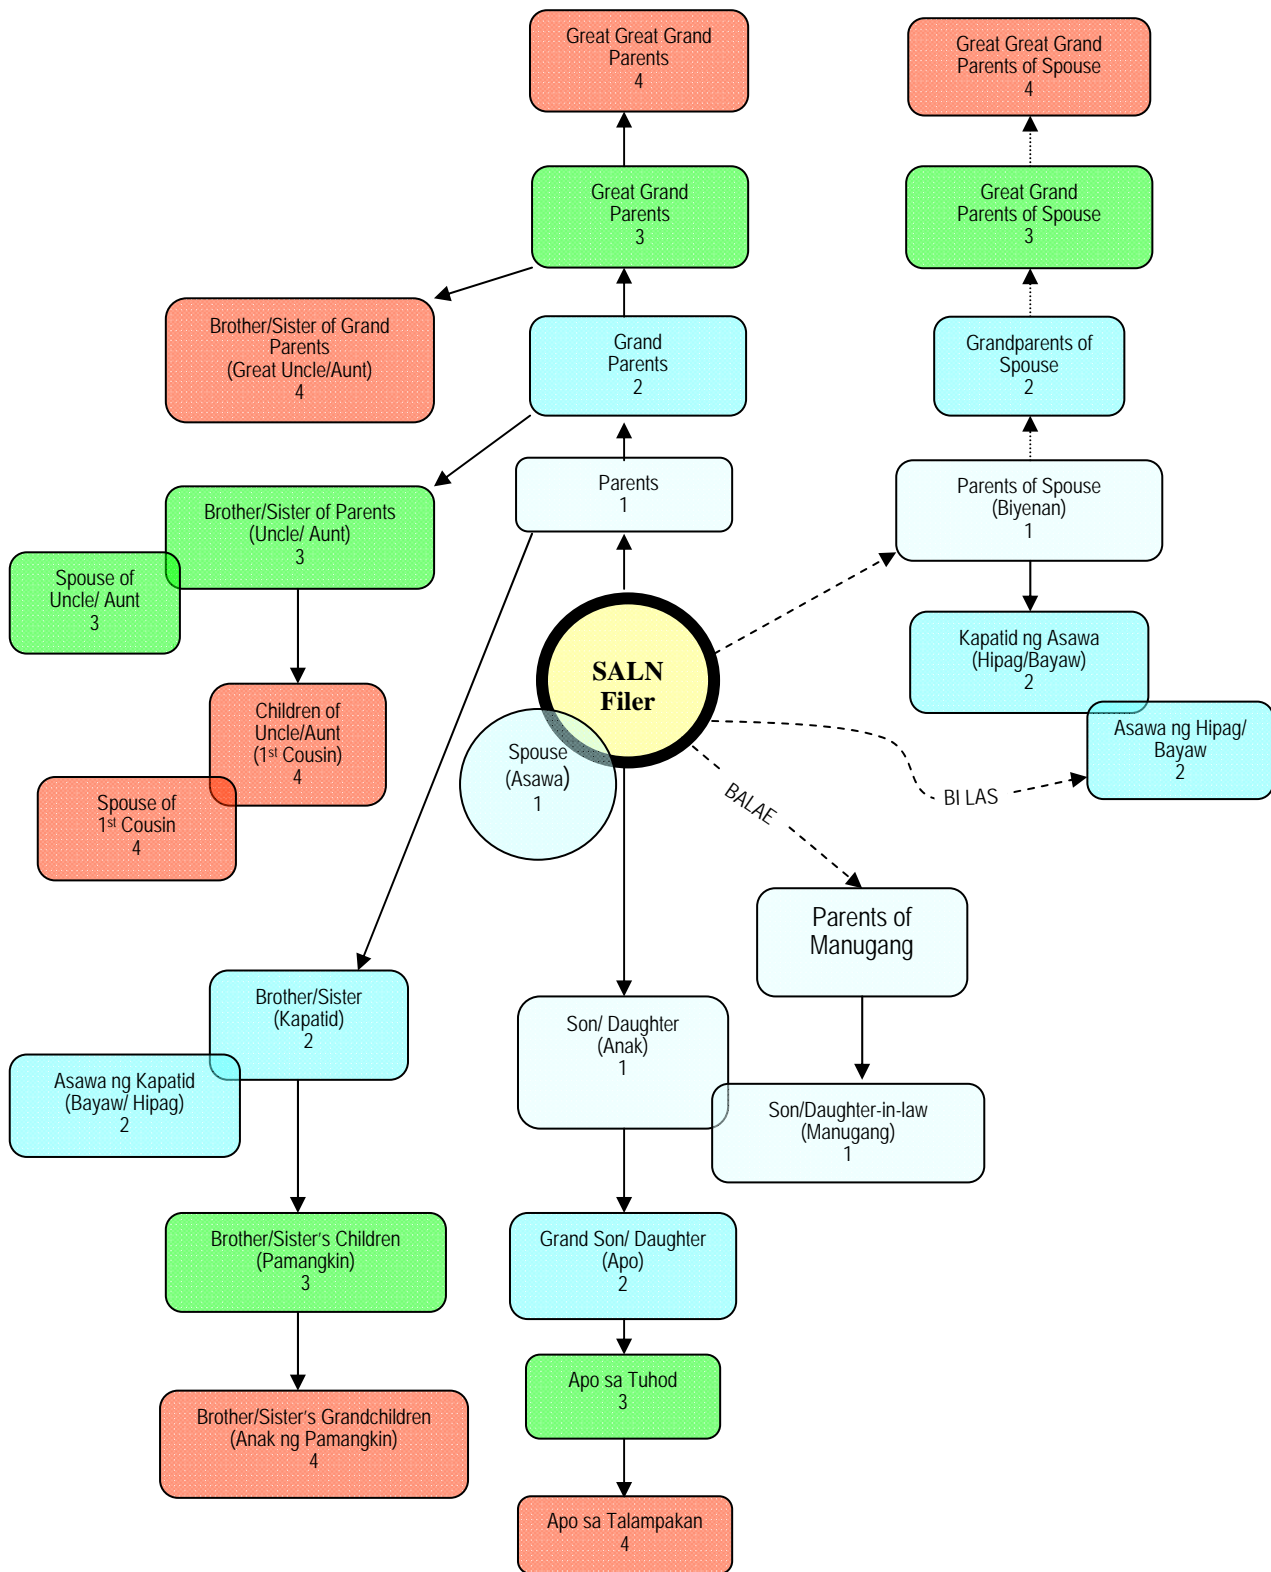 Great Great Grand
Parents
4
Great Great Grand
Parents of Spouse
4
Great Grand
Parents
3
Great Grand
Parents of Spouse
3
Brother/Sister of Grand
Parents
(Great Uncle/Aunt)
4
Grand
Parents
2
Grandparents of
Spouse
2
Parents
1
Parents of Spouse
(Biyenan)
1
Brother/Sister of Parents
(Uncle/ Aunt)
3
Spouse of
Uncle/ Aunt
3
SALN
Filer
Kapatid ng Asawa
(Hipag/Bayaw)
2
Asawa ng Hipag/
Bayaw
2
Children of
Uncle/Aunt
(1st Cousin)
4
Spouse
(Asawa)
1
Spouse of
1st Cousin
4
BALAE
BI LAS
Parents of
Manugang
Brother/Sister
(Kapatid)
2
Son/ Daughter
(Anak)
1
Asawa ng Kapatid
(Bayaw/ Hipag)
2
Son/Daughter-in-law
(Manugang)
1
Brother/Sister's Children
(Pamangkin)
3
Grand Son/ Daughter
(Apo)
2
Apo sa Tuhod
3
Brother/Sister's Grandchildren
(Anak ng Pamangkin)
4
Apo sa Talampakan
4